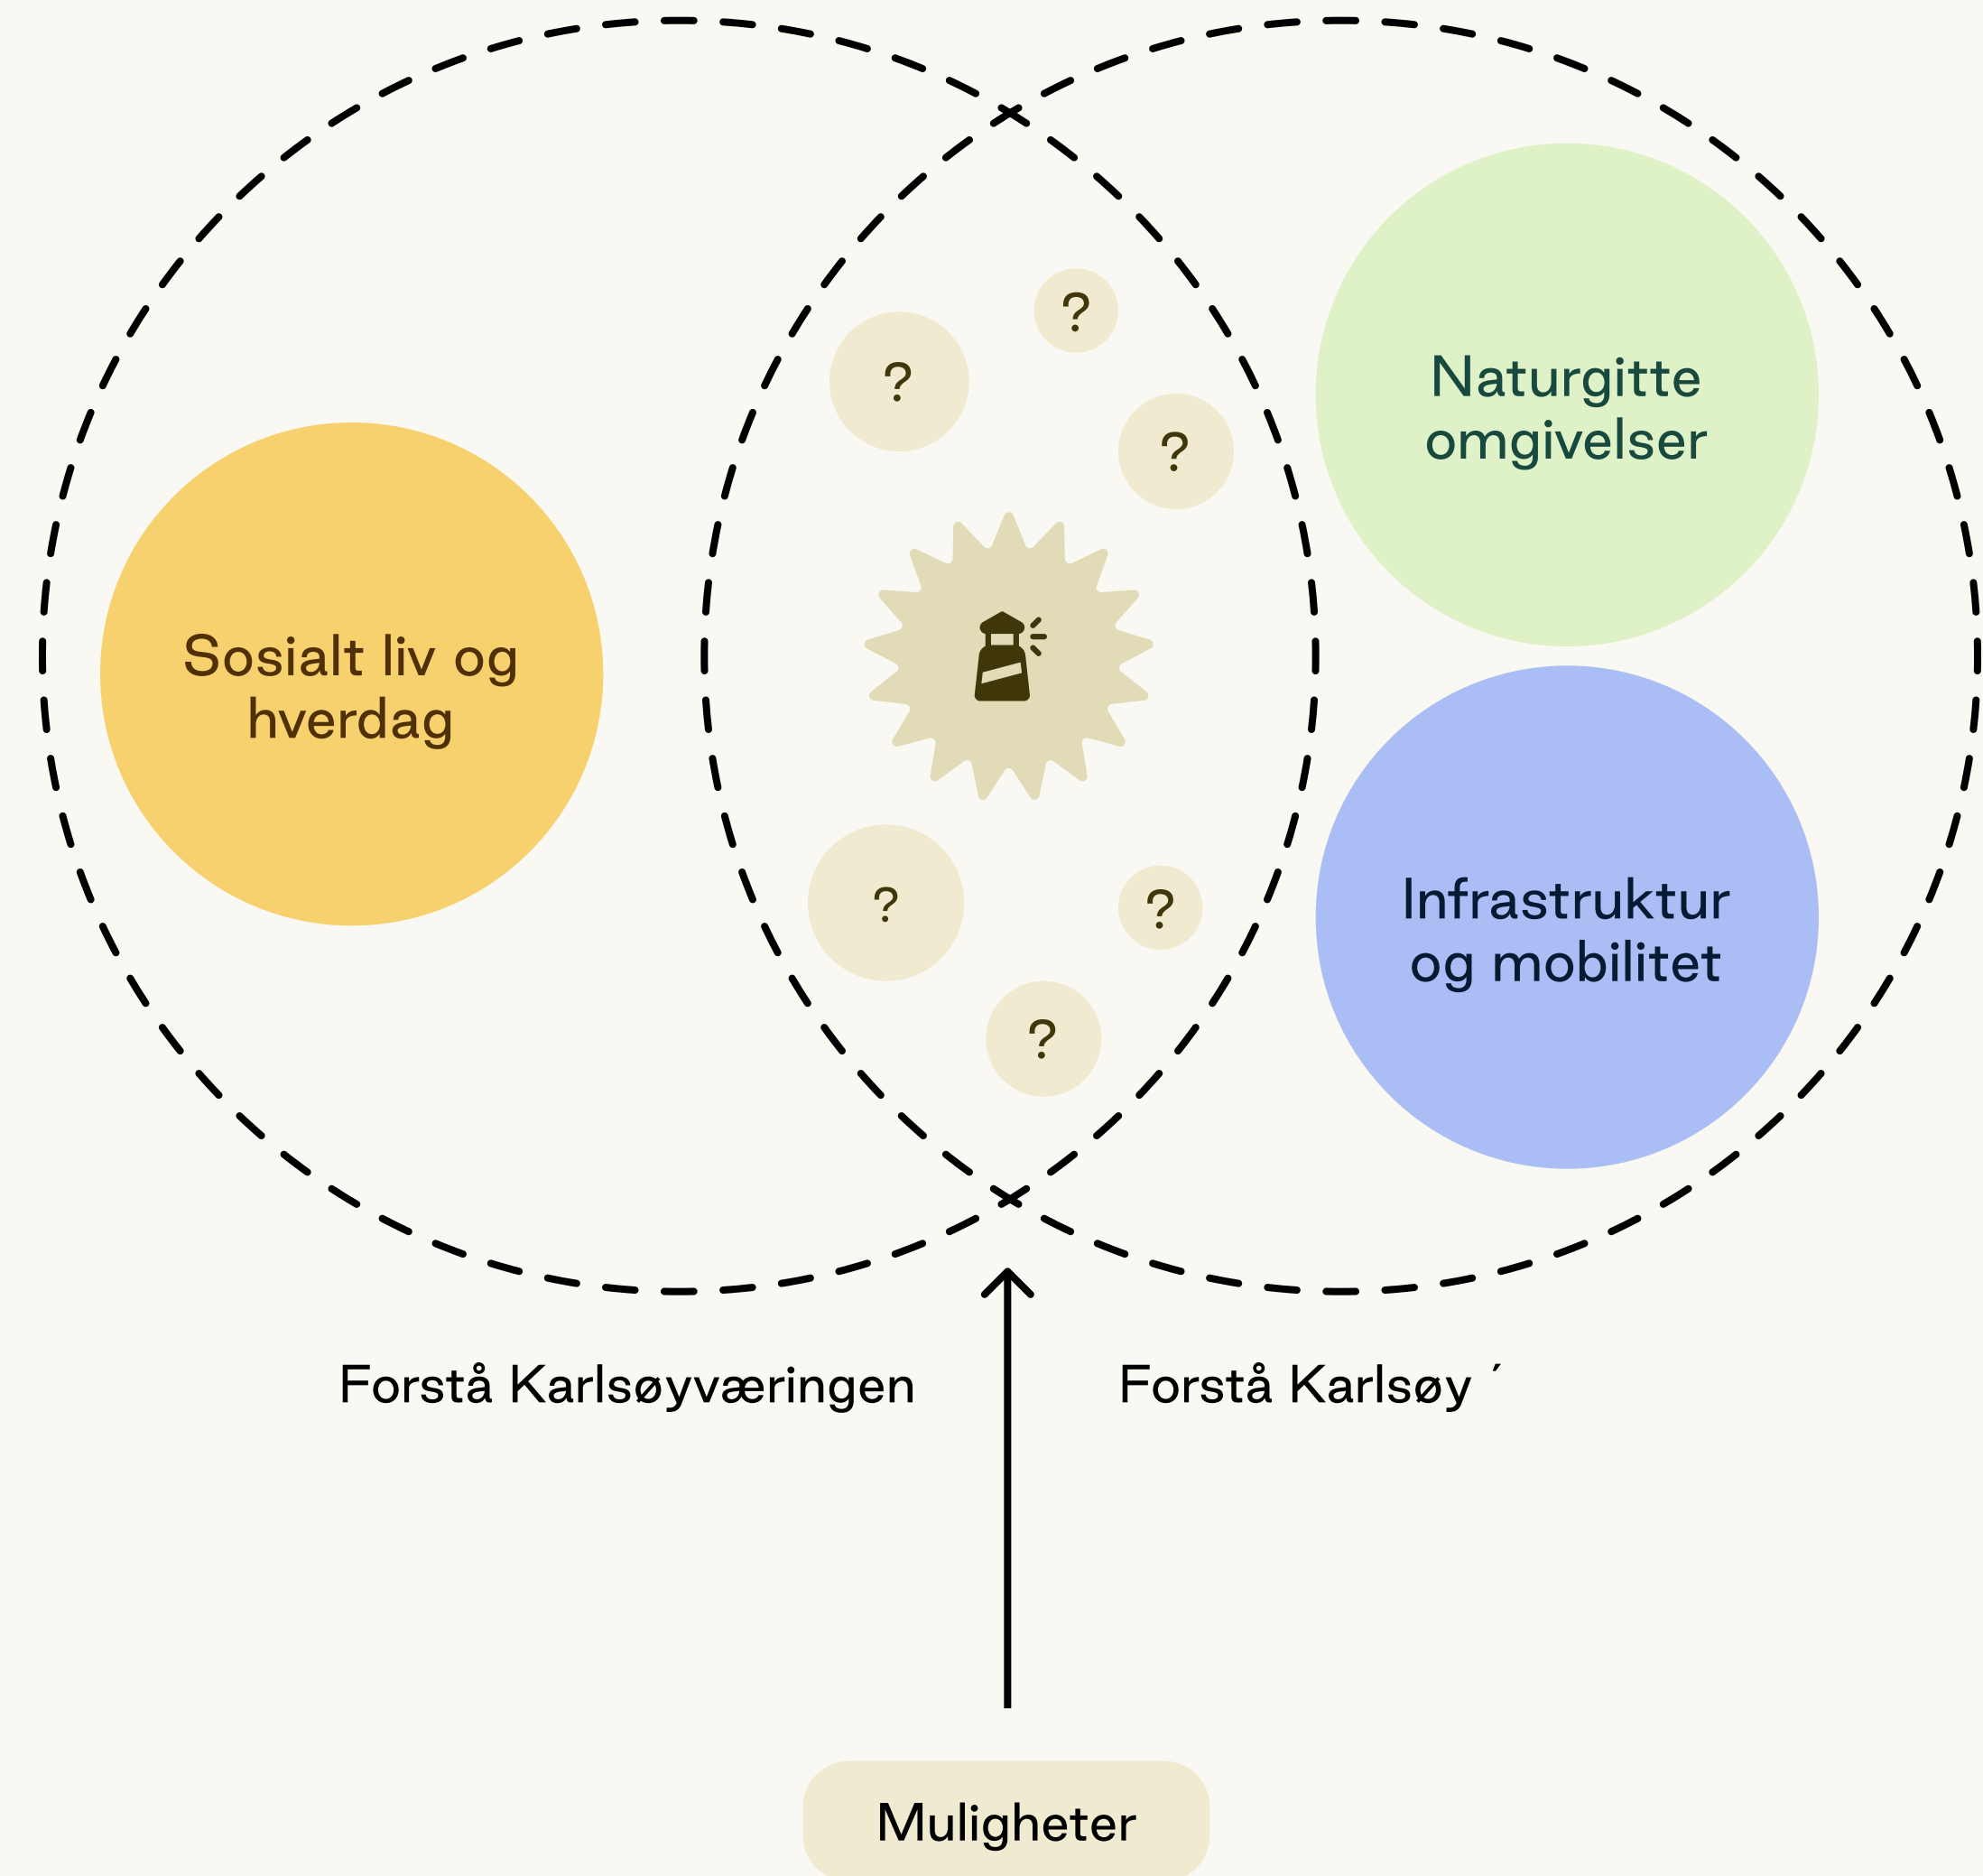 ?
?
Naturgitte
omgivelser
?
Sosialt liv og
hverdag
?
?
Infrastruktur
og mobilitet
?
Forstå Karlsøyværingen
Forstå Karlsøy ´
Muligheter